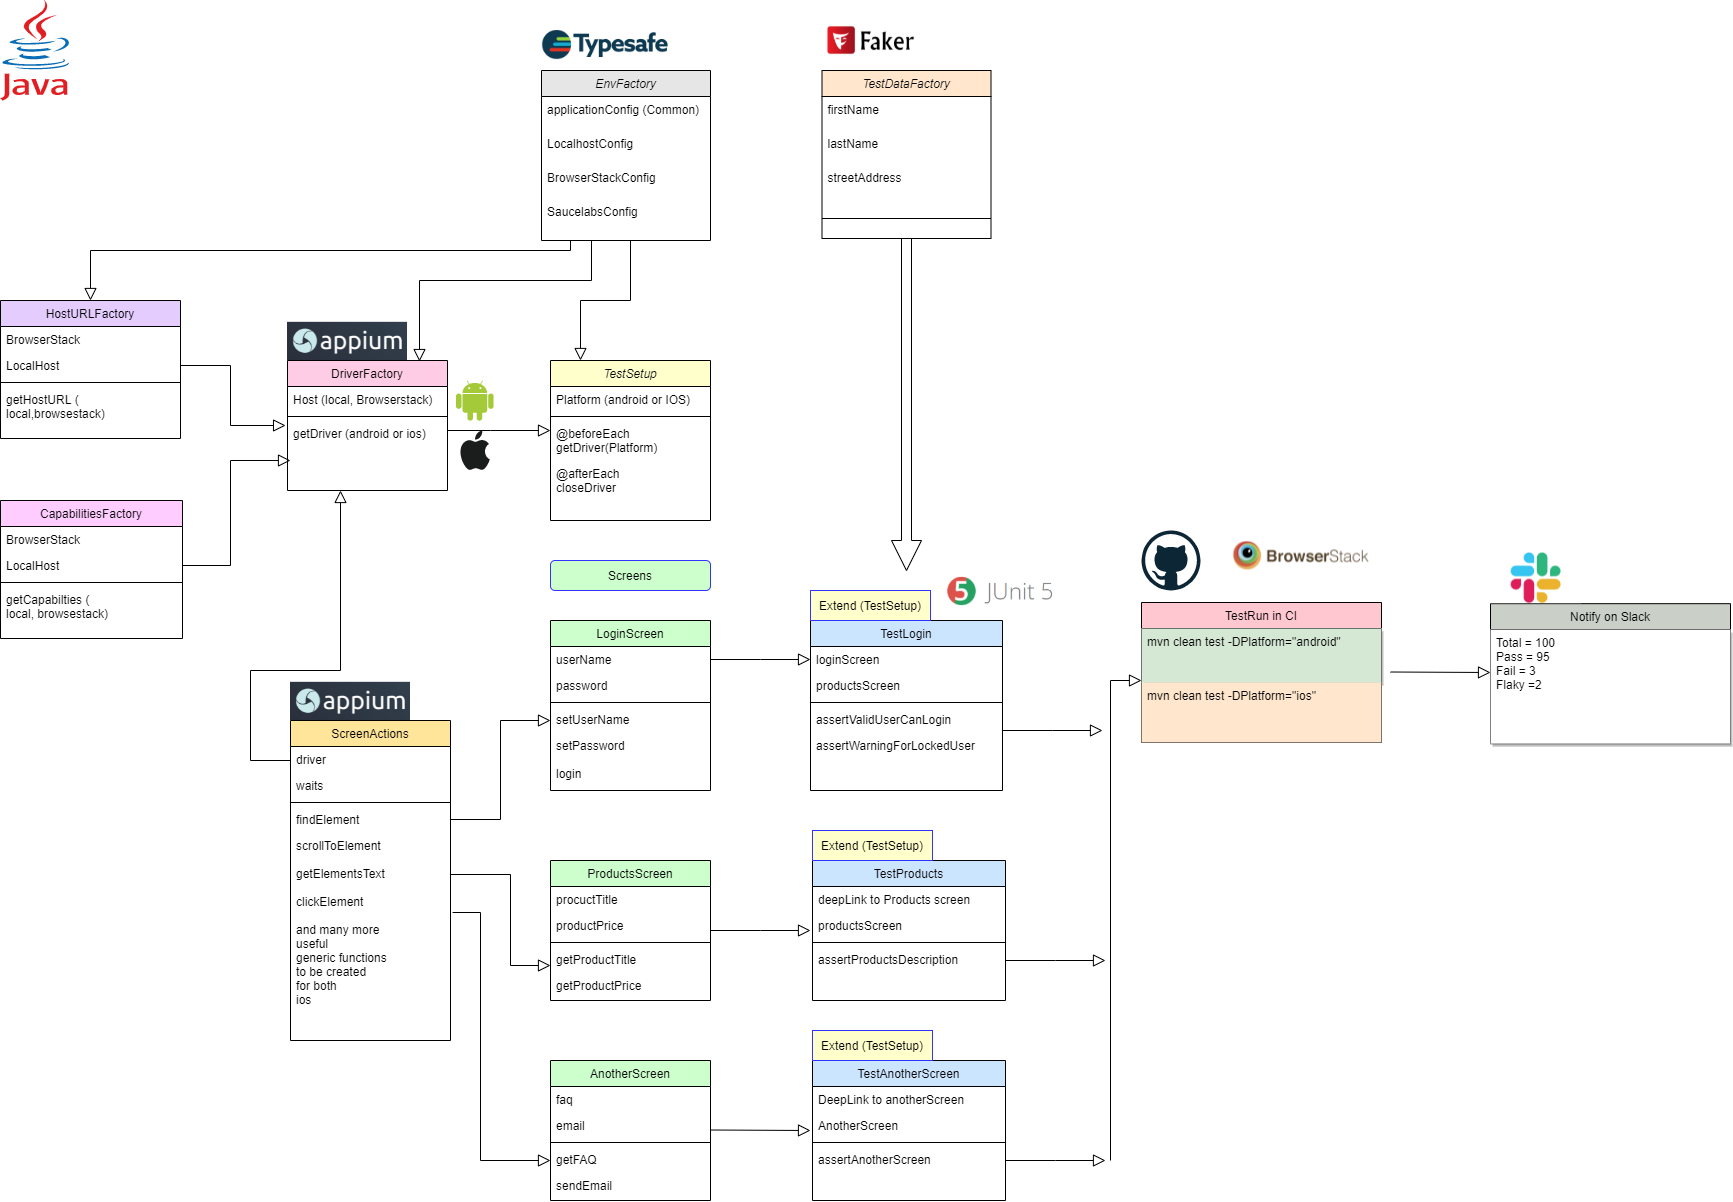 Java
Typesafe
EnvFactory
applicationConfig (Common)
LocalhostConfig
BrowserStackConfig
SaucelabsConfig
Faker
TestDataFactory
firstName
lastName
streetAddress
HostURLFactory
BrowserStack
LocalHost
getHostURL (
local,browsestack)
appium
DriverFactory
Host (local, Browserstack)
getDriver (android or ios)
TestSetup
Platform (android or IOS)
@beforeEach
getDriver(Platform)
@afterEach
closeDriver
CapabilitiesFactory
BrowserStack
LocalHost
getCapabilties (
local, browsestack)
appium
ScreenActions
driver
waits
findElement
scrollToElement
getElementsText
clickElement
and many more
useful
generic functions
to be created
for both
ios
Screens
LoginScreen
userName
password
setUserName
setPassword
login
Extend (TestSetup)
5 JUnit 5
TestLogin
loginScreen
productsScreen
assertValidUserCanLogin
assertWarningForLockedUser
ProductsScreen
procuctTitle
productPrice
getProductTitle
getProductPrice
Extend (TestSetup)
TestProducts
deepLink to Products screen
productsScreen
assertProductsDescription
AnotherScreen
faq
email
getFAQ
sendEmail
Extend (TestSetup)
TestAnotherScreen
DeepLink to anotherScreen
AnotherScreen
assertAnotherScreen
BrowserStack
TestRun in CI
mvn clean test -DPlatform="android"
mvn clean test -DPlatform="ios"
Notify on Slack
Total = 100
Pass = 95
Fail = 3
Flaky =2